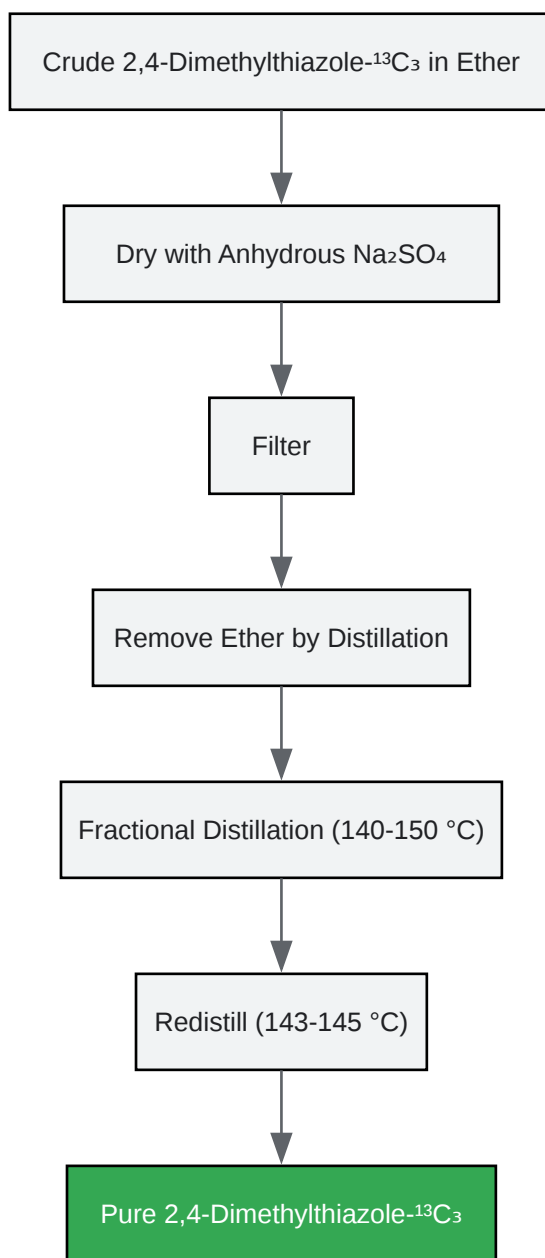 Crude 2,4-Dimethylthiazole-¹³C₃ in Ether
Dry with Anhydrous Na₂SO₄
Filter
Remove Ether by Distillation
Fractional Distillation (140-150 °C)
Redistill (143-145 °C)
Pure 2,4-Dimethylthiazole-¹³C₃